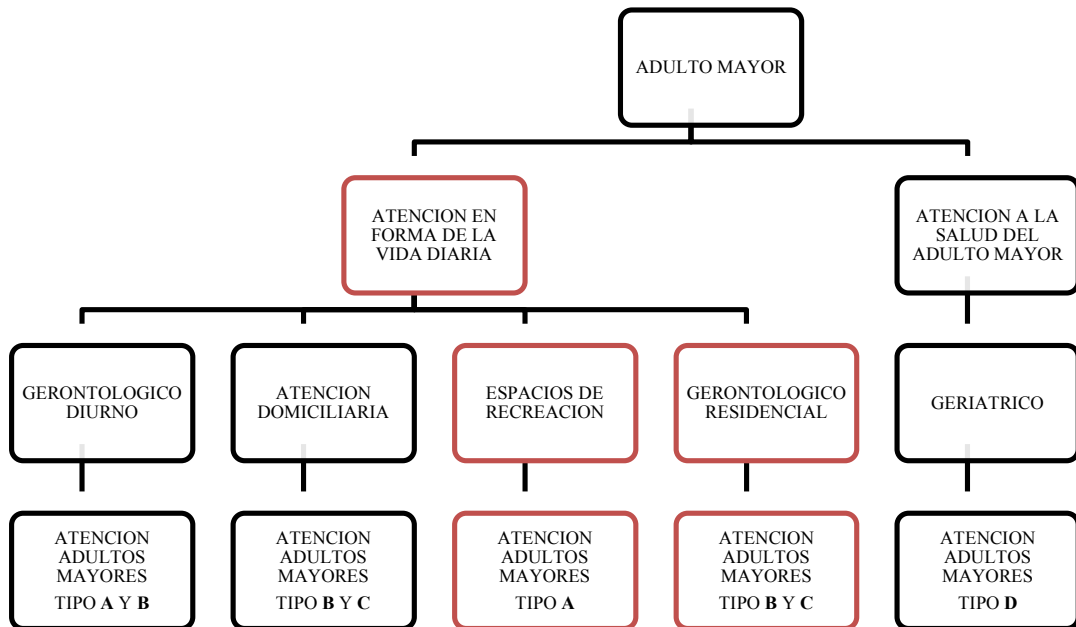 ADULTO MAYOR
ATENCION EN
FORMA DE LA
VIDA DIARIA
ATENCION A LA
SALUD DEL
ADULTO MAYOR
GERONTOLOGICO
DIURNO
ATENCION
DOMICILIARIA
ESPACIOS DE
RECREACION
GERONTOLOGICO
RESIDENCIAL
GERIATRICO
ATENCION
ADULTOS
MAYORES
TIPO A Y B
ATENCION
ADULTOS
MAYORES
TIPO B Y C
ATENCION
ADULTOS
MAYORES
TIPO A
ATENCION
ADULTOS
MAYORES
TIPO B Y C
ATENCION
ADULTOS
MAYORES
TIPO D